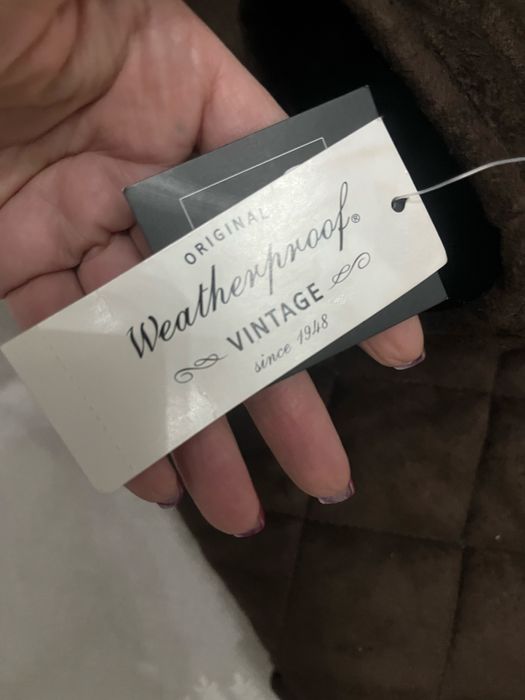 ORIGINAL
Weatherproof®
VINTAGE
since 1948